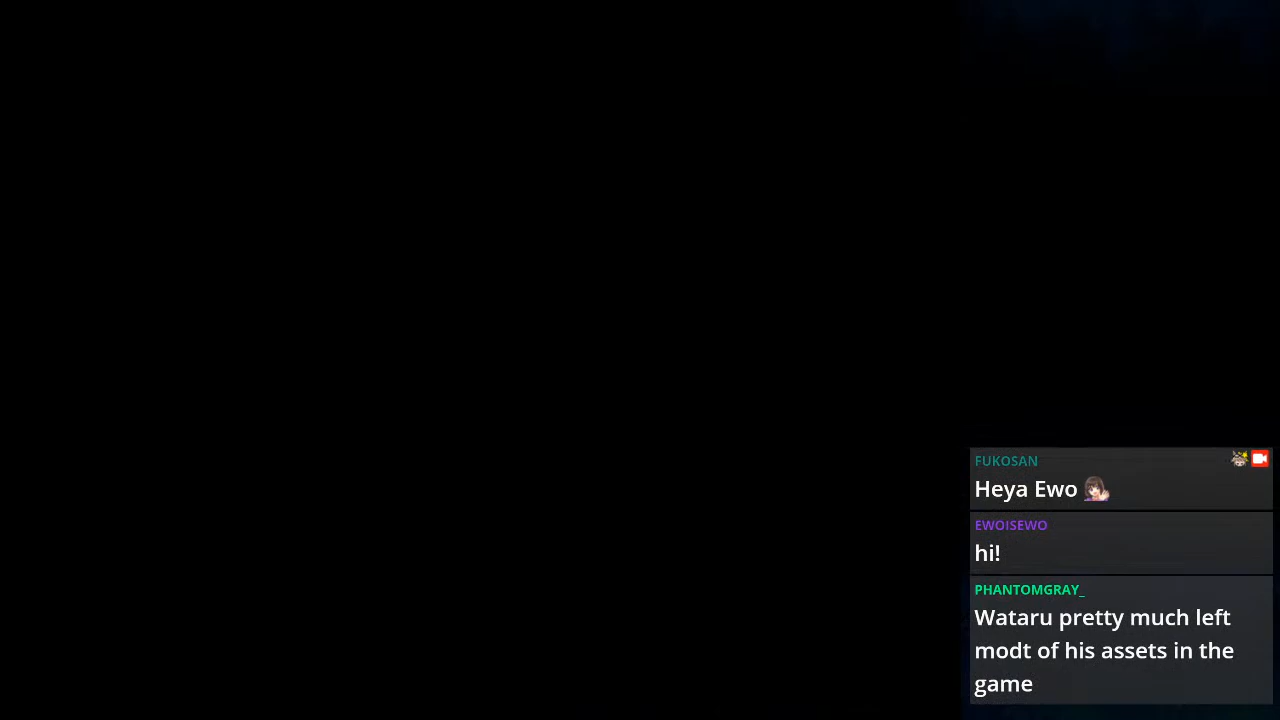 FUKOSAN
Heya Ewo
EWOISEWO
hi!
PHANTOMGRAY_
Wataru pretty much left
modt of his assets in the
game